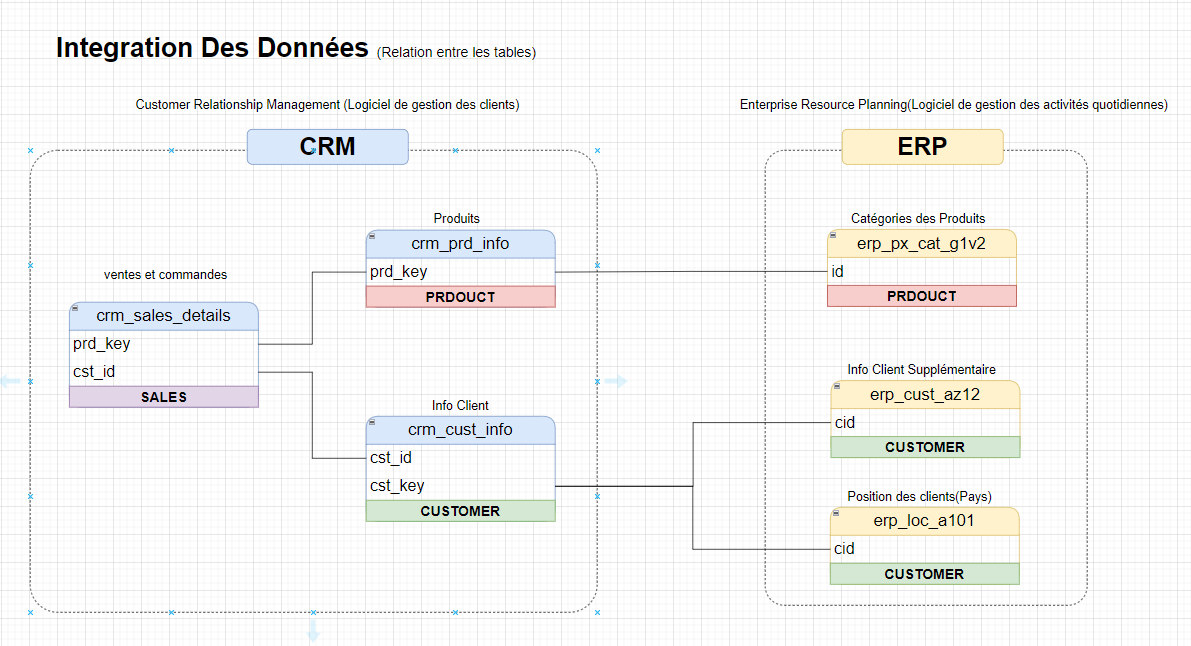 Integration Des Données (Relation entre les tables)
Customer Relationship Management (Logiciel de gestion des clients)
CRM
Produits
crm_prd_info
prd_key
PRDOUCT
ventes et commandes
crm_sales_details
prd_key
cst_id
SALES
Info Client
crm_cust_info
cst_id
cst_key
CUSTOMER
Enterprise Resource Planning(Logiciel de gestion des activités quotidiennes)
ERP
Catégories des Produits
erp_px_cat_g1v2
id
PRDOUCT
Info Client Supplémentaire
erp_cust_az12
cid
CUSTOMER
Position des clients(Pays)
erp_loc_a101
cid
CUSTOMER